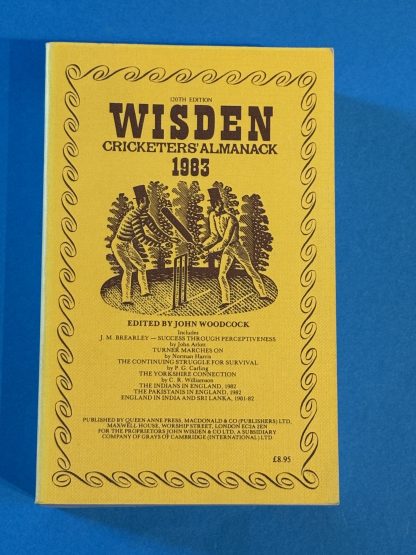 120TH EDITION
WISDEN
CRICKETERS' ALMANACK
1983
EDITED BY JOHN WOODCOCK
Includes
J. M. BREARLEY — SUCCESS THROUGH PERCEPTIVENESS
by John Arlott
TURNER MARCHES ON
by Norman Harris
THE CONTINUING STRUGGLE FOR SURVIVAL
by P. G. Carling
THE YORKSHIRE CONNECTION
by C. R. Williamson
THE INDIANS IN ENGLAND, 1982
THE PAKISTANIS IN ENGLAND, 1982
ENGLAND IN INDIA AND SRI LANKA, 1981-82
PUBLISHED BY QUEEN ANNE PRESS, MACDONALD & CO (PUBLISHERS) LTD,
MAXWELL HOUSE, WORSHIP STREET, LONDON EC2A 2EN
FOR THE PROPRIETORS JOHN WISDEN & CO LTD, A SUBSIDIARY
COMPANY OF GRAYS OF CAMBRIDGE (INTERNATIONAL) LTD
£8.95